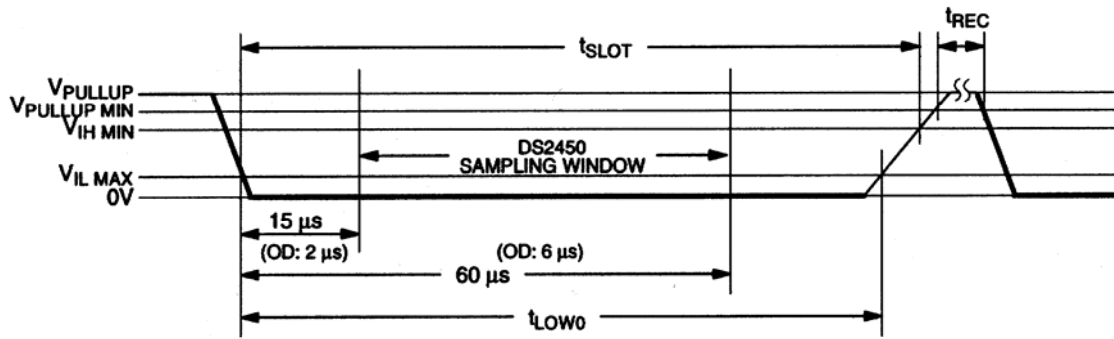 tREC
tSLOT
VPULLUP
VPULLUP MIN
VIH MIN
DS2450
SAMPLING WINDOW
VIL MAX
0V
15 μs
(OD: 2 μs)
(OD: 6 μs)
60 μs
tLOW0